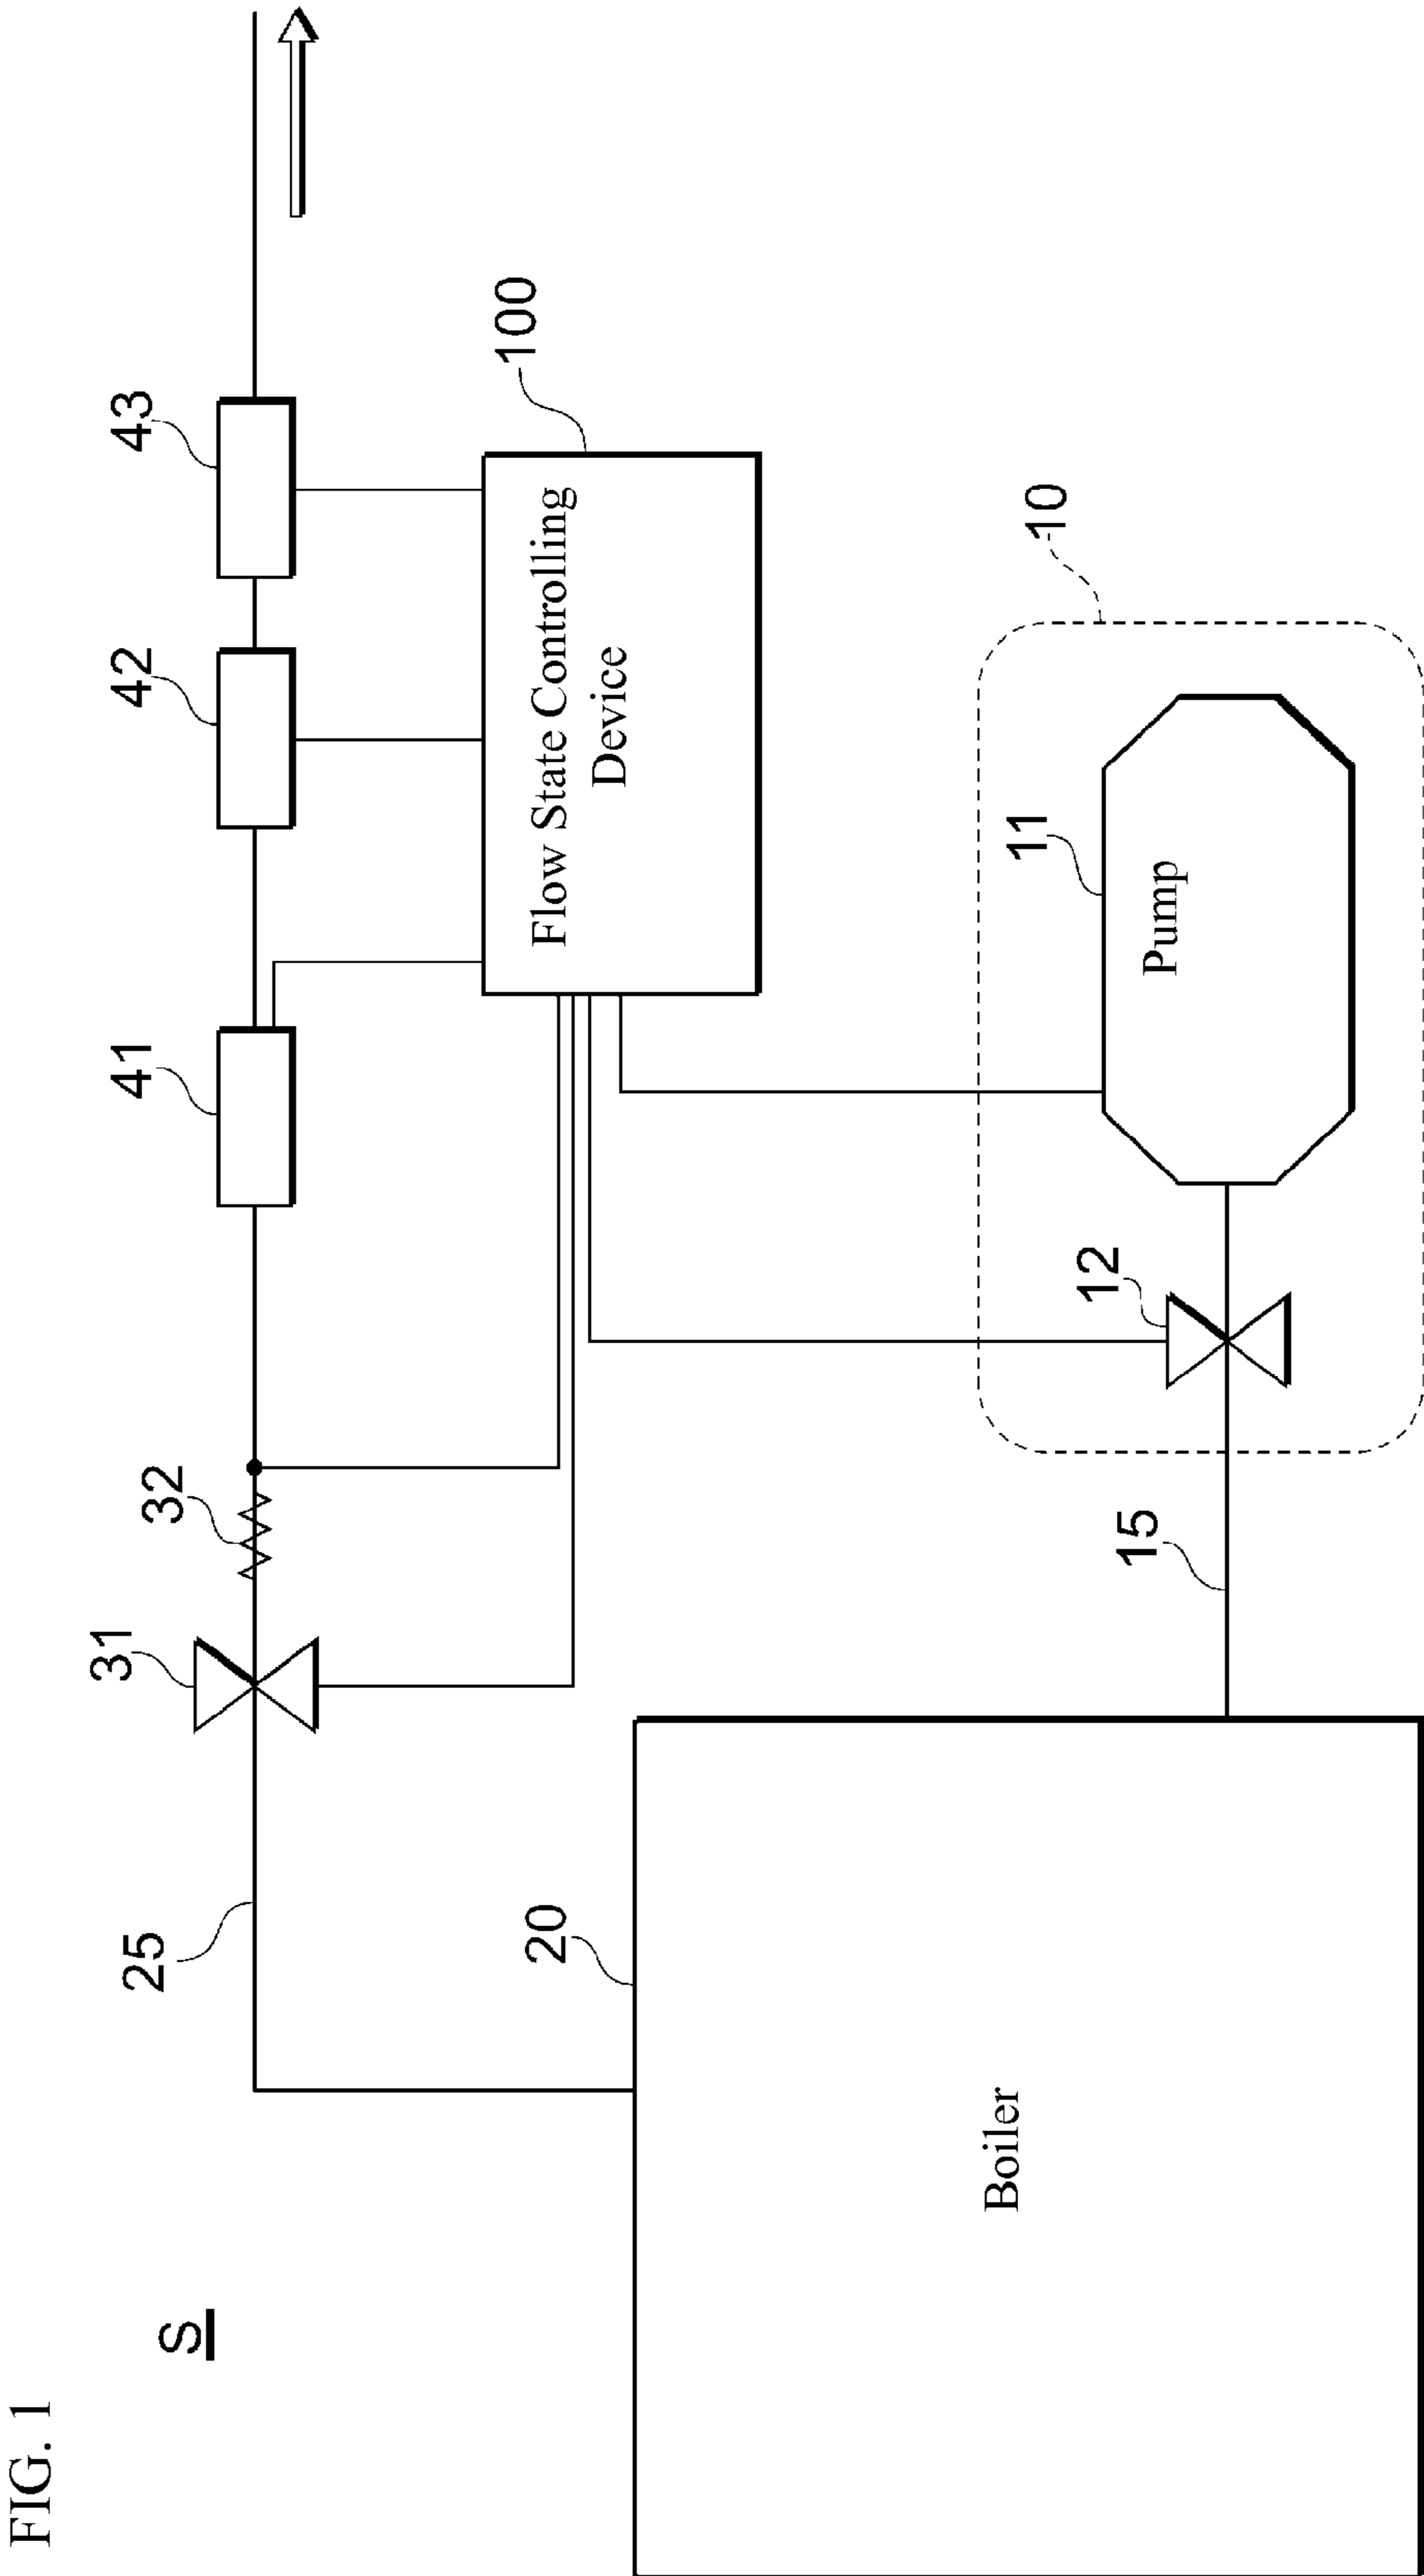 FIG. 1
S
25
31
32
41
42
43
20
Boiler
Flow State Controlling
Device
100
15
12
11
Pump
10